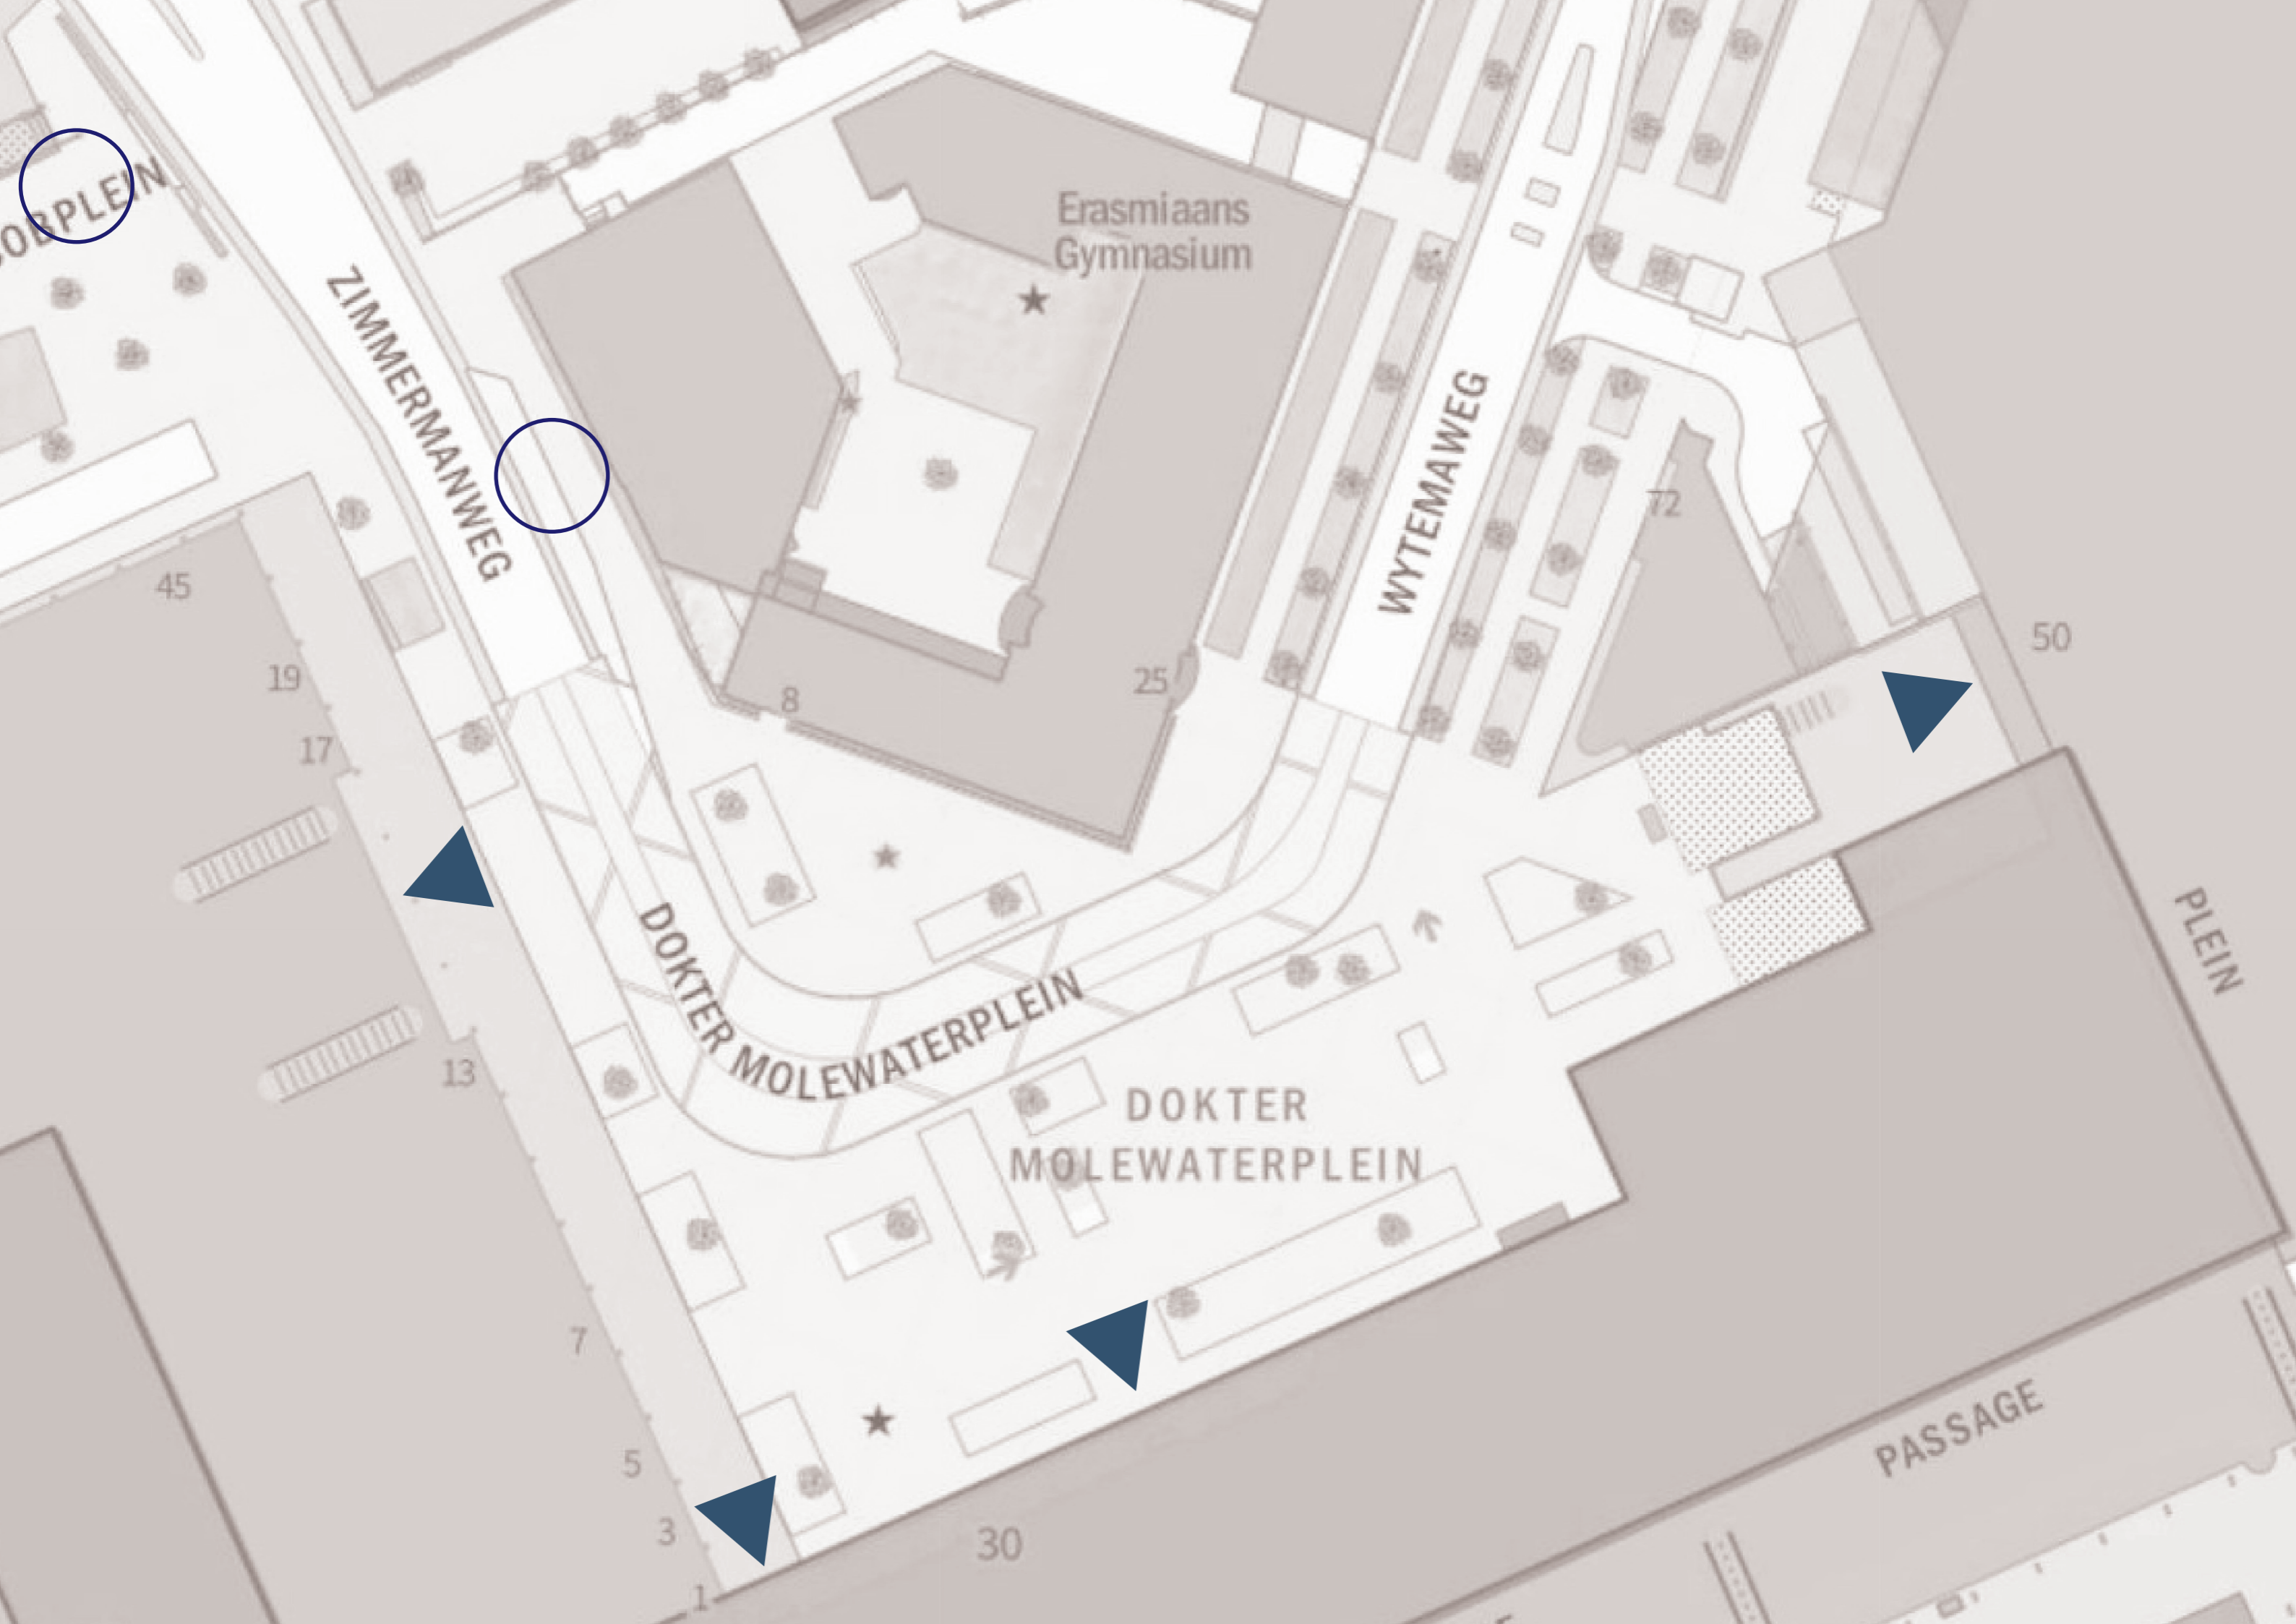 Erasmiaans
Gymnasium
OBPLEIN
ZIMMERMANWEG
WYTEMAWEG
72
45
50
19
25
8
17
PLEIN
DOKTER MOLEWATERPLEIN
13
DOKTER
MOLEWATERPLEIN
7
PASSAGE
5
3
30
1